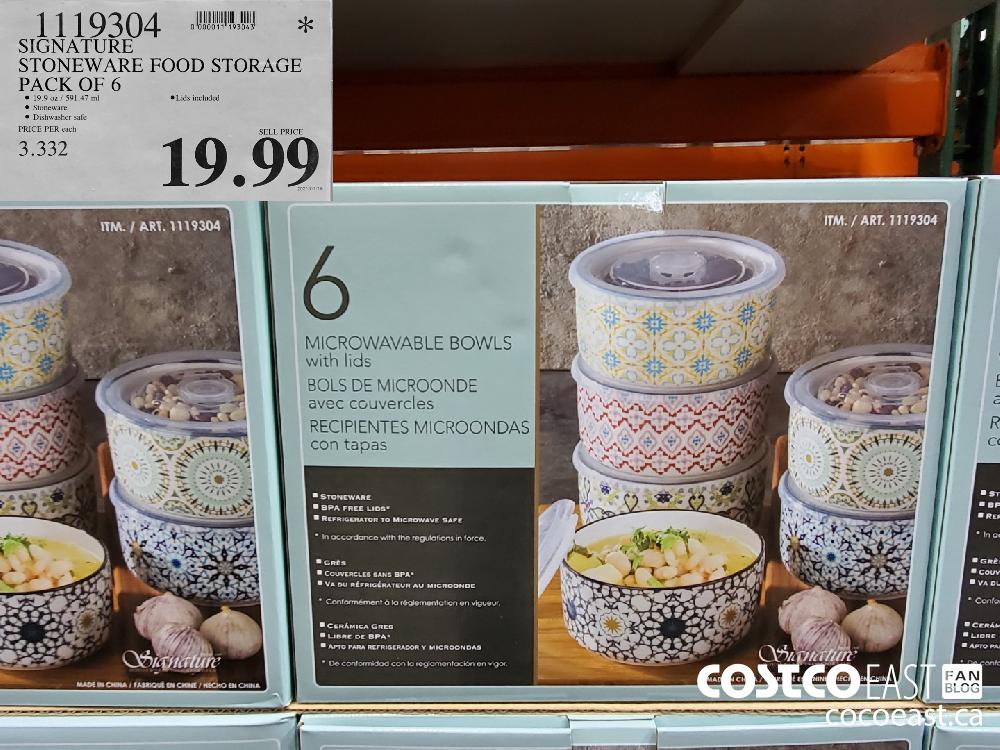 1119304
0 000011 193043
*
SIGNATURE
STONEWARE FOOD STORAGE
PACK OF 6
• 19.9 oz / 591.47 ml
• Lids included
• Stoneware
• Dishwasher safe
PRICE PER each
SELL PRICE
3.332
19.99
ITM. / ART. 1119304
ITM. / ART. 1119304
6
MICROWAVABLE BOWLS
with lids
BOLS DE MICROONDE
avec couvercles
RECIPIENTES MICROONDAS
con tapas
■ STONEWARE
■ BPA FREE LIDS*
■ REFRIGERATOR TO MICROWAVE SAFE
* In accordance with the regulations in force.
■ GRÈS
■ COUVERCLES SANS BPA*
■ VA DU RÉFRIGÉRATEUR AU MICROONDE
* Conformément à la réglementation en vigueur.
■ CERÁMICA GRES
■ LIBRE DE BPA*
■ APTO PARA REFRIGERADOR Y MICROONDAS
* De conformidad con la reglamentación en vigor.
Signature
MADE IN CHINA / FABRIQUÉ EN CHINE / HECHO EN CHINA
Signature
COSTCO EAST FAN BLOG
cocoeast.ca